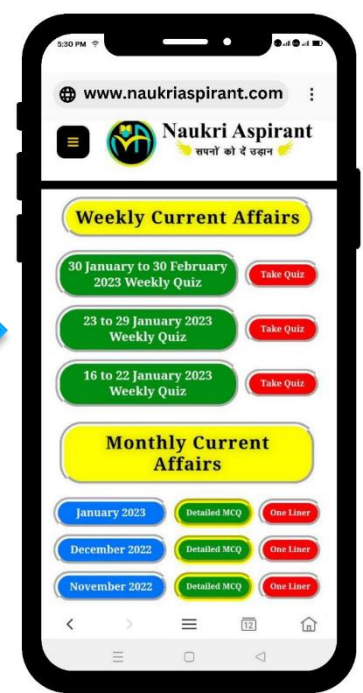 5:30 PM
www.naukriaspirant.com
Naukri Aspirant
सपनों को दें उड़ान
Weekly Current Affairs
30 January to 30 February
2023 Weekly Quiz
Take Quiz
23 to 29 January 2023
Weekly Quiz
Take Quiz
16 to 22 January 2023
Weekly Quiz
Take Quiz
Monthly Current
Affairs
January 2023 Detailed MCQ One Liner
December 2022 Detailed MCQ One Liner
November 2022 Detailed MCQ One Liner
12